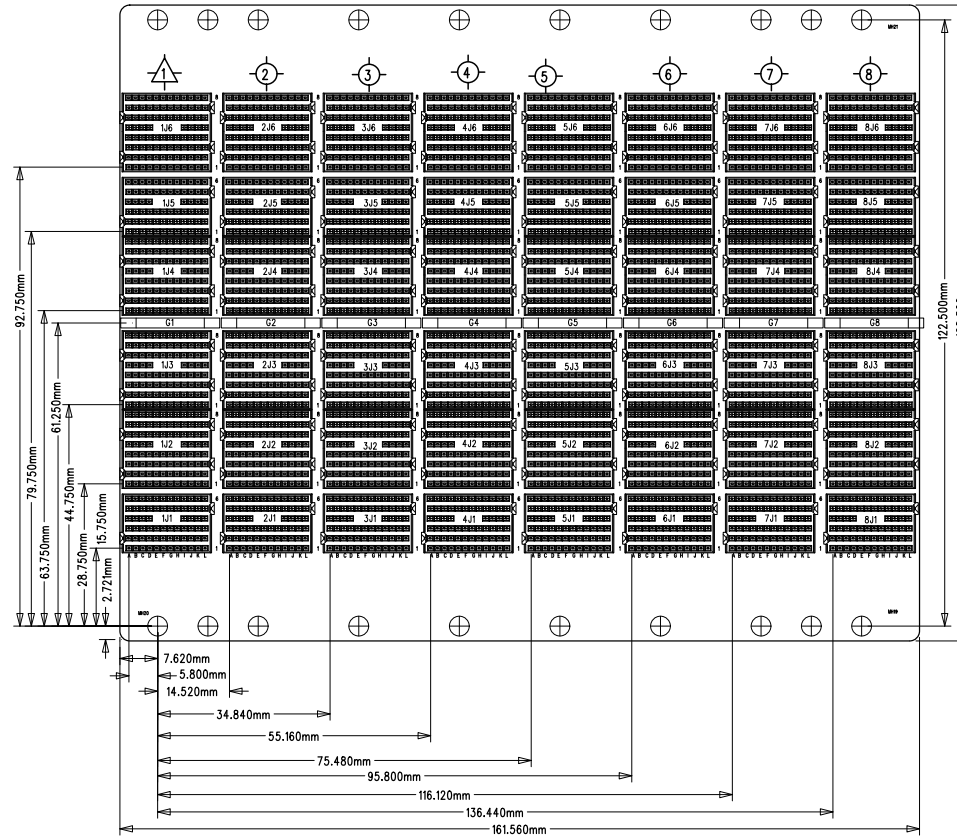 MH21
1 2 3 4 5 6 7 8
1J6 2J6 3J6 4J6 5J6 6J6 7J6 8J6
1J5 2J5 3J5 4J5 5J5 6J5 7J5 8J5
1J4 2J4 3J4 4J4 5J4 6J4 7J4 8J4
G1 G2 G3 G4 G5 G6 G7 G8
1J3 2J3 3J3 4J3 5J3 6J3 7J3 8J3
1J2 2J2 3J2 4J2 5J2 6J2 7J2 8J2
1J1 2J1 3J1 4J1 5J1 6J1 7J1 8J1
A B C D E F G H I J K L A B C D E F G H I J K L A B C D E F G H I J K L A B C D E F G H I J K L A B C D E F G H I J K L A B C D E F G H I J K L A B C D E F G H I J K L A B C D E F G H I J K L
MH20
92.750mm
79.750mm
63.750mm
61.250mm
44.750mm
28.750mm
15.750mm
2.721mm
122.500mm
7.620mm
5.800mm
14.520mm
34.840mm
55.160mm
75.480mm
95.800mm
116.120mm
136.440mm
161.560mm